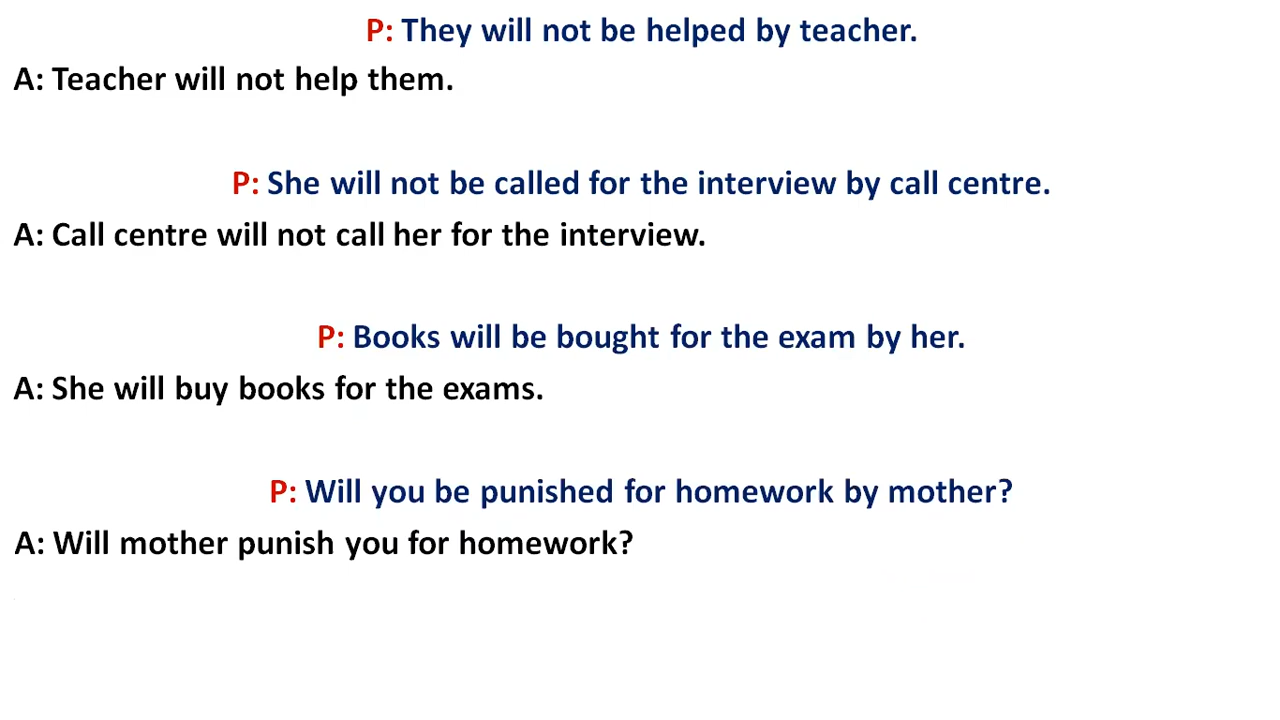 P: They will not be helped by teacher.
A: Teacher will not help them.
P: She will not be called for the interview by call centre.
A: Call centre will not call her for the interview.
P: Books will be bought for the exam by her.
A: She will buy books for the exams.
P: Will you be punished for homework by mother?
A: Will mother punish you for homework?